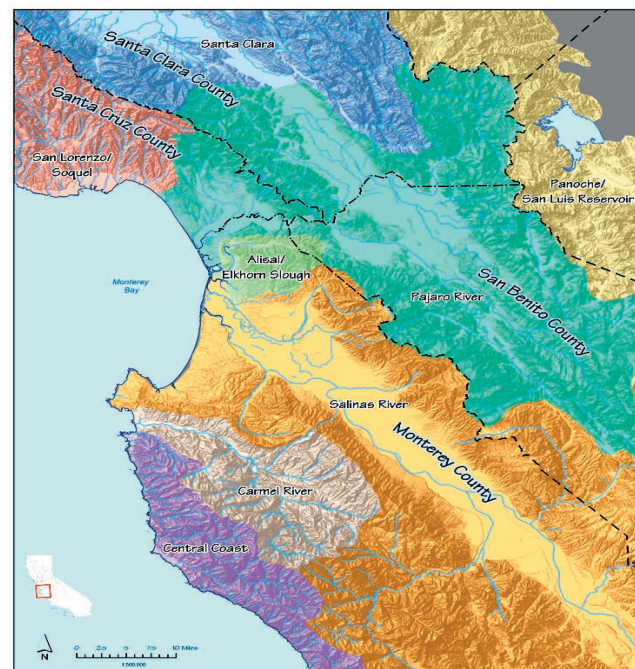 Santa Clara
Santa Clara County
Santa Cruz County
San Lorenzo/
Soquel
Panoche/
San Luis Reservoir
Alisal/
Elkhorn Slough
Monterey
Bay
San Benito County
Pajaro River
Salinas River
Monterey County
Carmel River
Central Coast
N
0 2.5 5 10 Miles
1:500,000